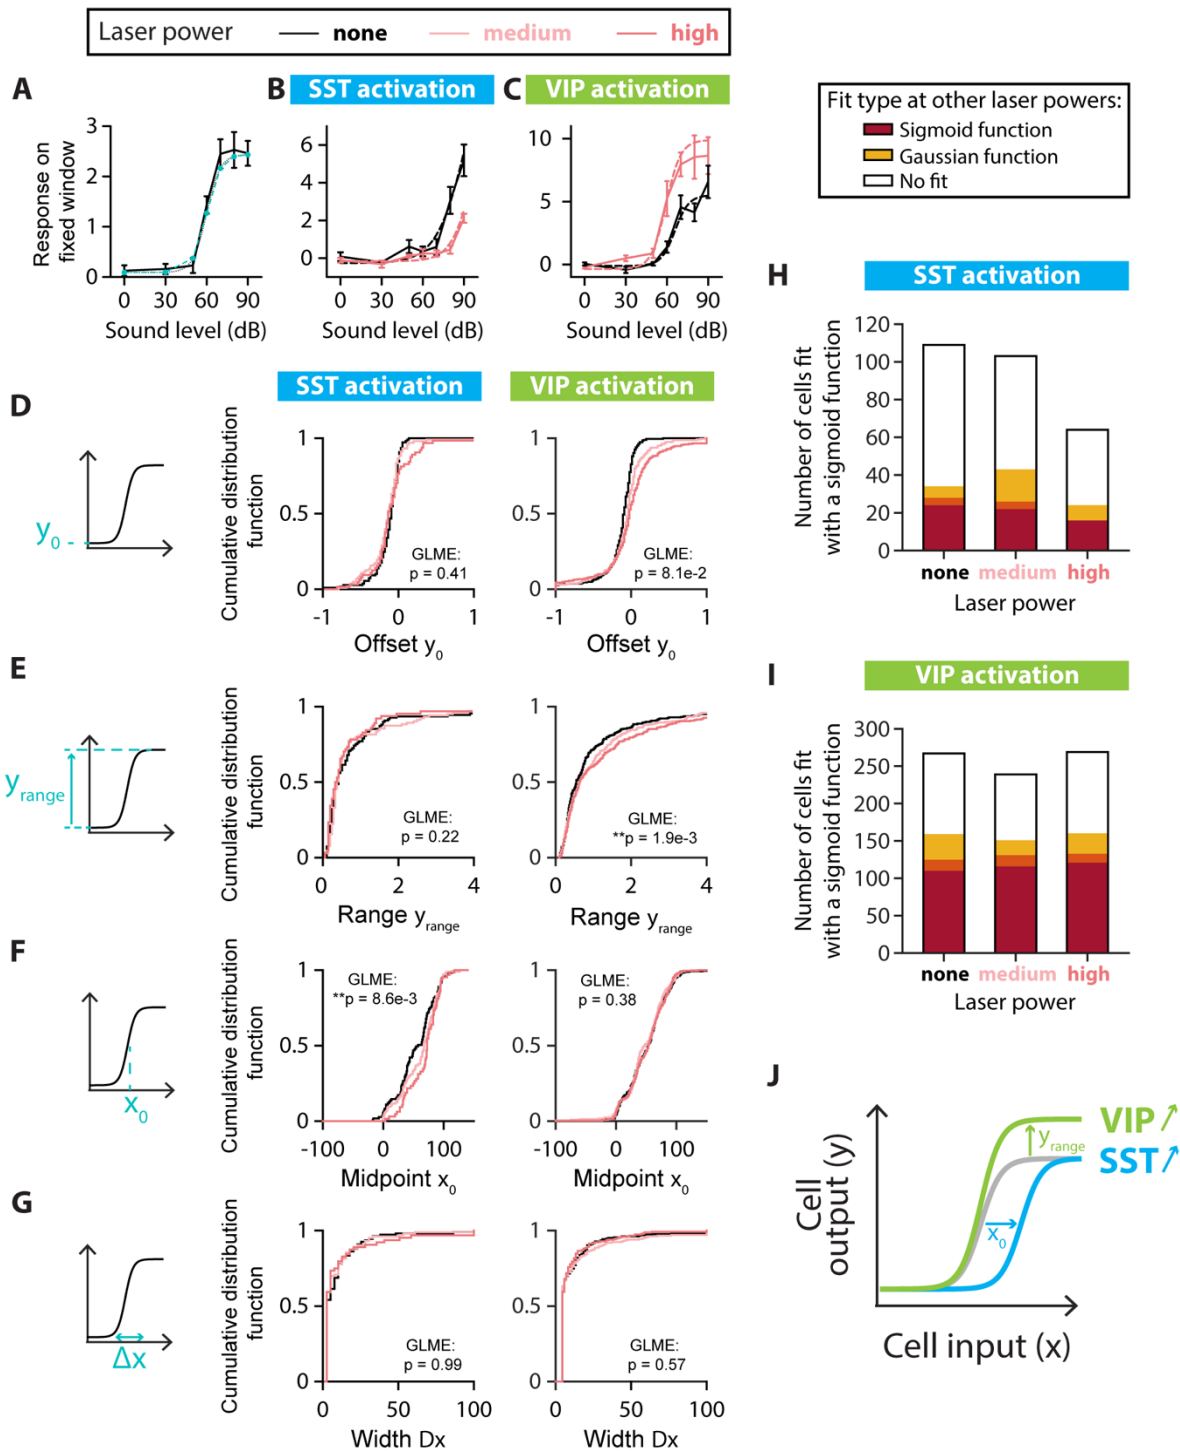 Laser power none medium high
A
B
SST activation
C
VIP activation
Response on
fixed window
3
2
1
0
0 30 60 90
Sound level (dB)
6
4
2
0
0 30 60 90
Sound level (dB)
10
5
0
0 30 60 90
Sound level (dB)
Fit type at other laser powers:
Sigmoid function
Gaussian function
No fit
SST activation
VIP activation
D
y0
Cumulative distribution
function
1
0.5
0
-1 0 1
GLME:
p = 0.41
Offset y0
1
0.5
0
-1 0 1
GLME:
p = 8.1e-2
Offset y0
E
yrange
Cumulative distribution
function
1
0.5
0
0 2 4
GLME:
p = 0.22
Range yrange
1
0.5
0
0 2 4
GLME:
**p = 1.9e-3
Range yrange
F
x0
Cumulative distribution
function
1
0.5
0
-100 0 100
GLME:
**p = 8.6e-3
Midpoint x0
1
0.5
0
-100 0 100
GLME:
p = 0.38
Midpoint x0
G
Δx
Cumulative distribution
function
1
0.5
0
0 50 100
GLME:
p = 0.99
Width Dx
1
0.5
0
0 50 100
GLME:
p = 0.57
Width Dx
H
SST activation
Number of cells fit
with a sigmoid function
120
100
80
60
40
20
0
none medium high
Laser power
I
VIP activation
Number of cells fit
with a sigmoid function
300
250
200
150
100
50
0
none medium high
Laser power
J
Cell
output (y)
VIP↗
yrange
SST↗
x0
Cell input (x)